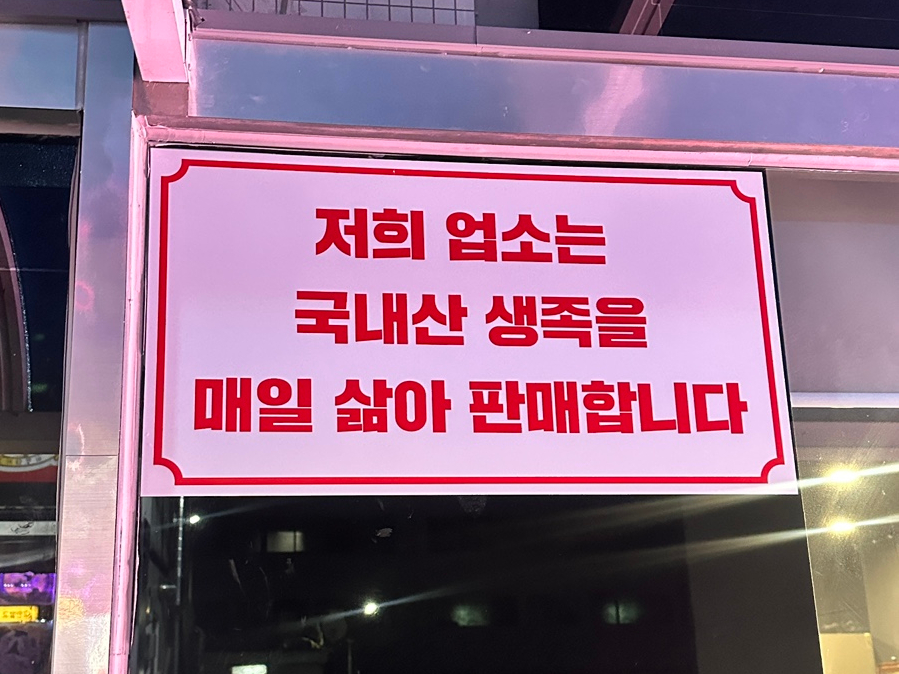 저희 업소는
국내산 생족을
매일 삶아 판매합니다